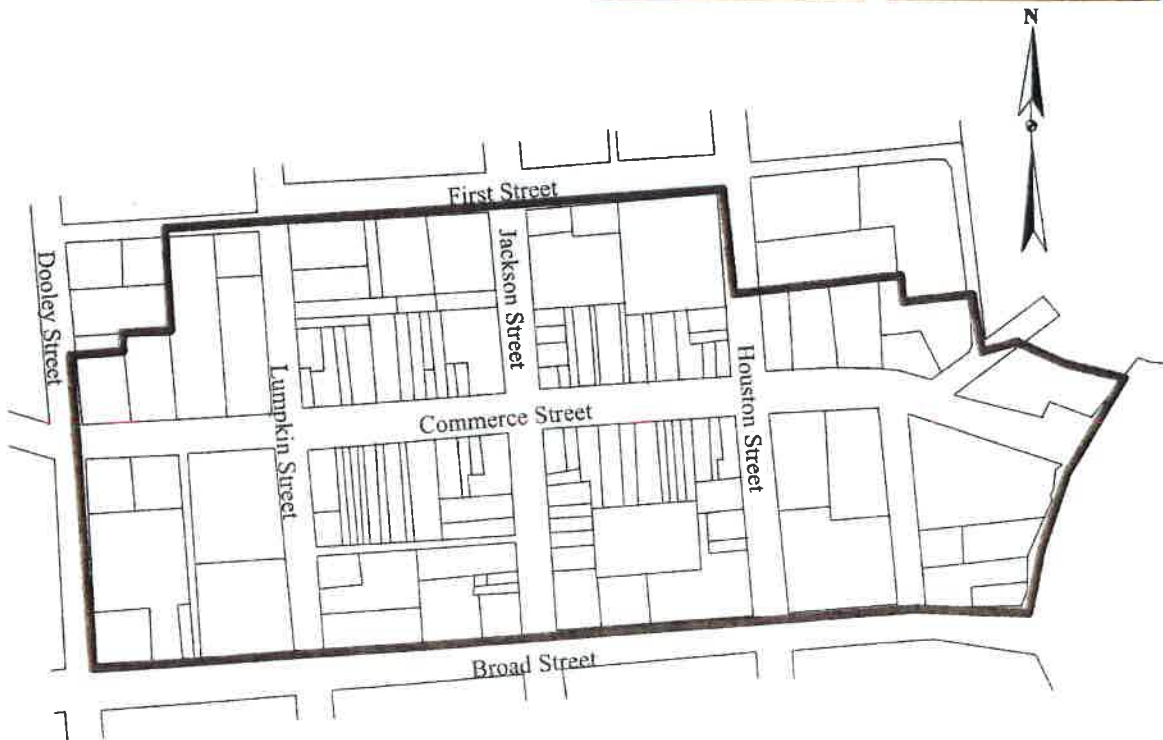 N
First Street
Dooley Street
Jackson Street
Lumpkin Street
Houston Street
Commerce Street
Broad Street